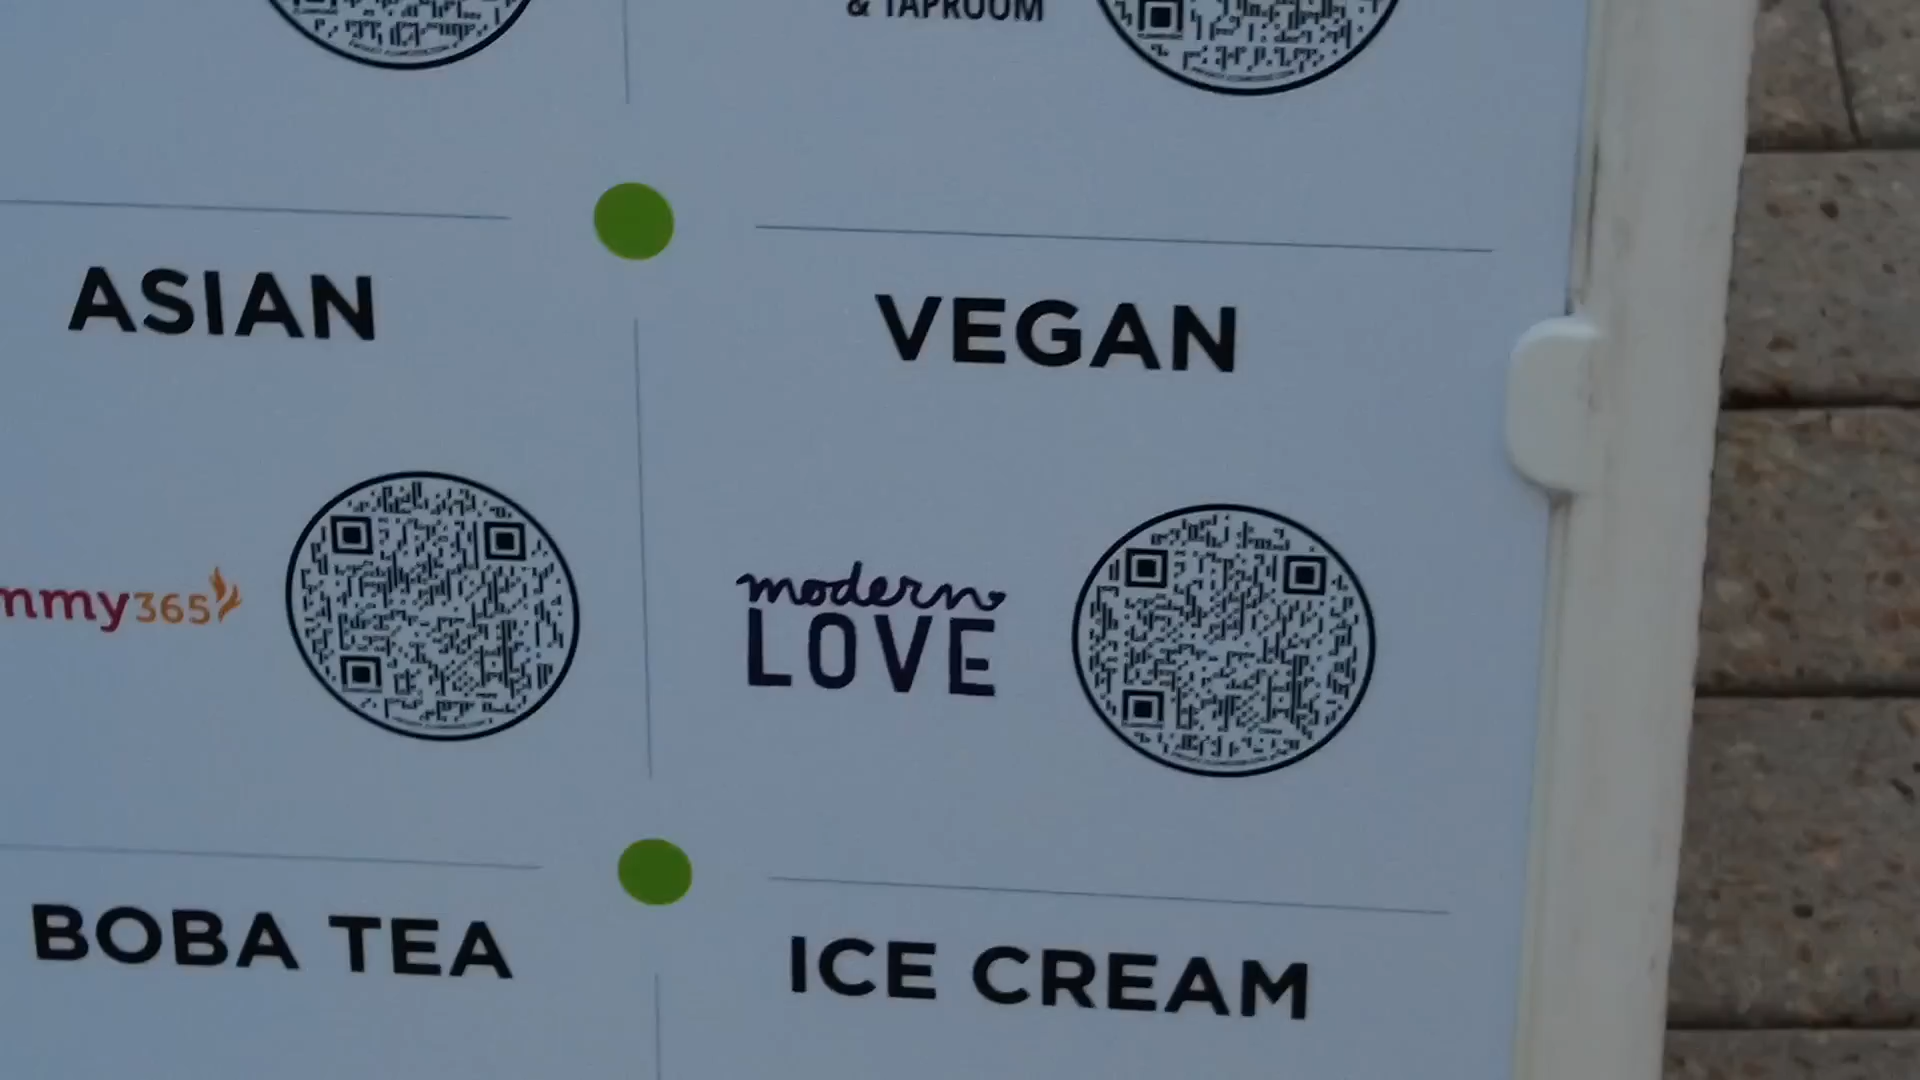 & TAPROOM
ASIAN
VEGAN
mmy365
modern
LOVE
BOBA TEA
ICE CREAM